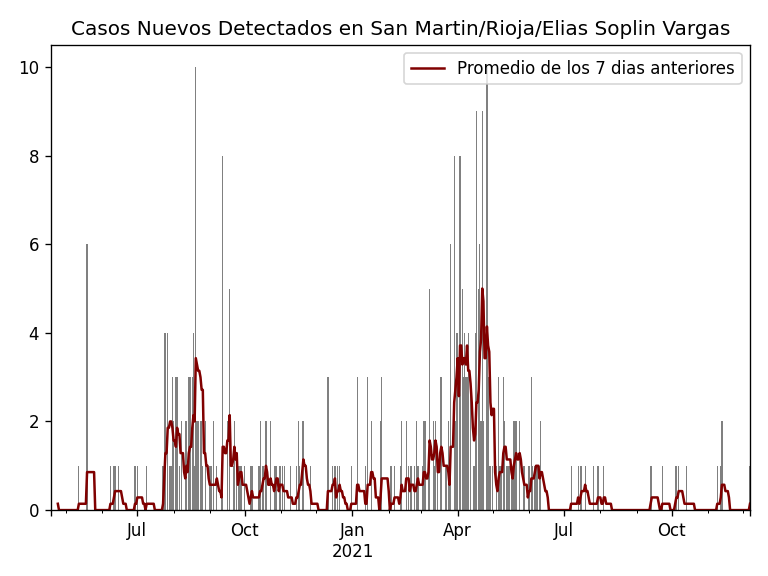 Casos Nuevos Detectados en San Martin/Rioja/Elias Soplin Vargas
Promedio de los 7 dias anteriores
10
8
6
4
2
0
Jul
Oct
Jan
Apr
Jul
Oct
2021